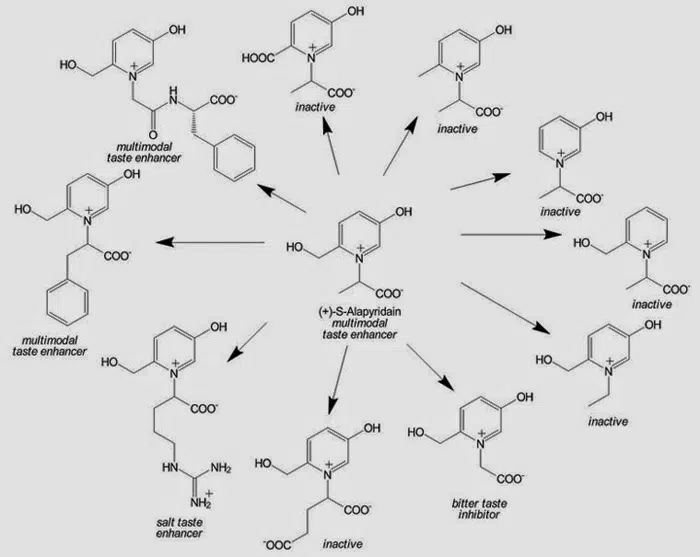 OH
HO
N
+
H
N
COO⁻
O
multimodal
taste enhancer
OH
HOOC
N
+
COO⁻
inactive
OH
N
+
COO⁻
inactive
OH
N
+
COO⁻
inactive
OH
HO
N
+
COO⁻
multimodal
taste enhancer
OH
HO
N
+
COO⁻
(+)-S-Alapyridain
multimodal
taste enhancer
HO
N
+
COO⁻
inactive
OH
HO
N
+
COO⁻
HN
NH₂
+
NH₂
salt taste
enhancer
OH
HO
N
+
COO⁻
⁻OOC
inactive
OH
HO
N
+
COO⁻
bitter taste
inhibitor
OH
HO
N
+
inactive